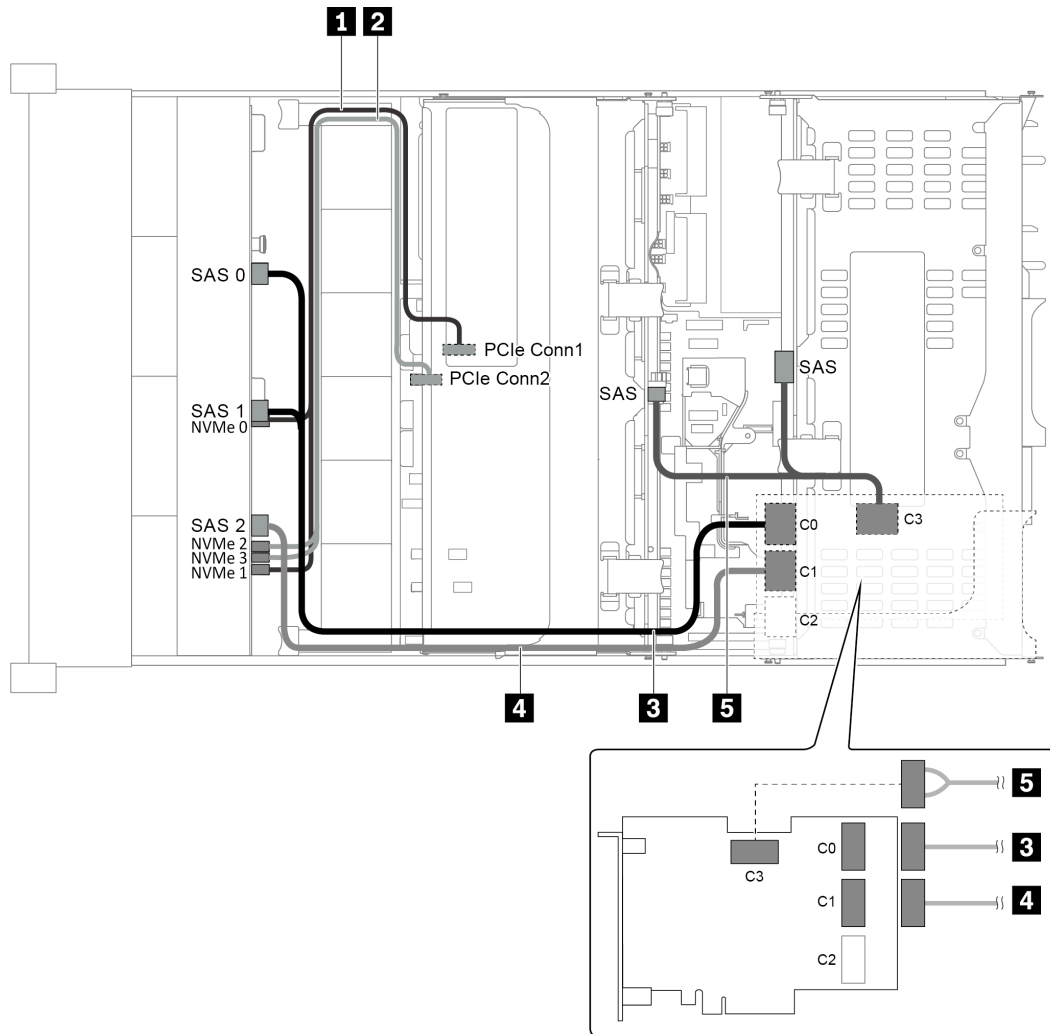 1 2
SAS 0
PCIe Conn1
SAS
PCIe Conn2
SAS
SAS 1
NVMe 0
SAS 2
C0
C3
NVMe 2
NVMe 3
NVMe 1
C1
C2
4
3
5
5
C0
3
C3
C1
4
C2